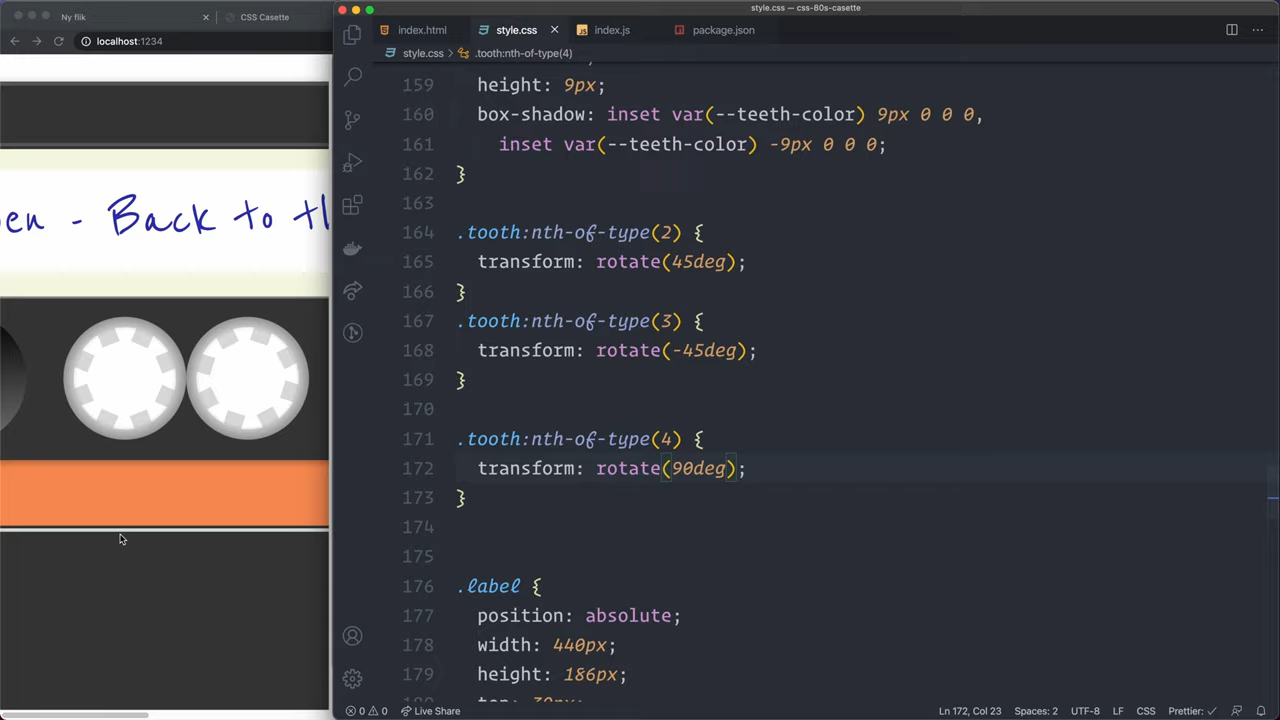 style.css — css-80s-casette
Ny flik
CSS Casette
index.html
style.css
index.js
package.json
localhost:1234
style.css > .tooth:nth-of-type(4)
159 height: 9px;
160 box-shadow: inset var(--teeth-color) 9px 0 0 0,
161 inset var(--teeth-color) -9px 0 0 0;
162 }
163
164 .tooth:nth-of-type(2) {
165 transform: rotate(45deg);
166 }
167 .tooth:nth-of-type(3) {
168 transform: rotate(-45deg);
169 }
170
171 .tooth:nth-of-type(4) {
172 transform: rotate(90deg);
173 }
174
175
176 .label {
177 position: absolute;
178 width: 440px;
179 height: 186px;
en - Back to t
0 0 Live Share
Ln 172, Col 23 Spaces: 2 UTF-8 LF CSS Prettier: ✓